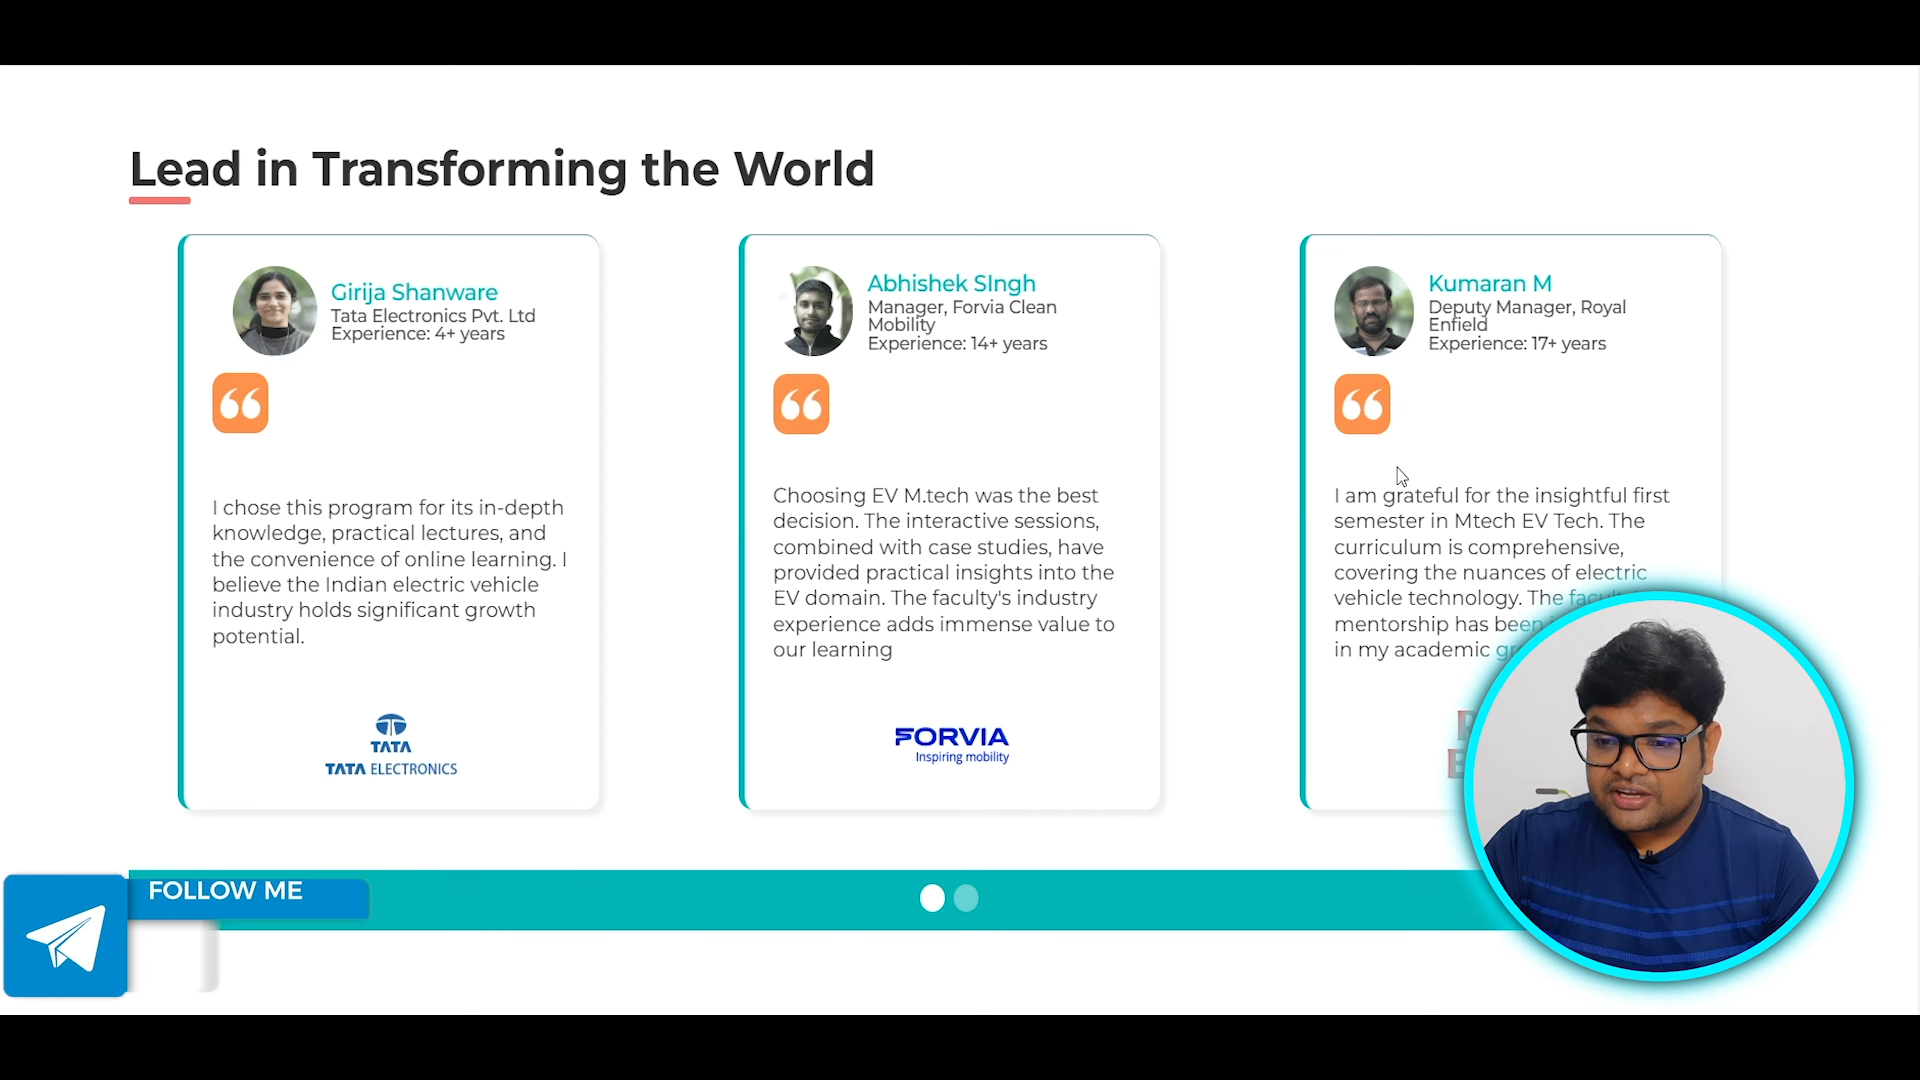 Lead in Transforming the World
Girija Shanware
Tata Electronics Pvt. Ltd
Experience: 4+ years
I chose this program for its in-depth
knowledge, practical lectures, and
the convenience of online learning. I
believe the Indian electric vehicle
industry holds significant growth
potential.
TATA
TATA ELECTRONICS
Abhishek SIngh
Manager, Forvia Clean
Mobility
Experience: 14+ years
Choosing EV M.tech was the best
decision. The interactive sessions,
combined with case studies, have
provided practical insights into the
EV domain. The faculty's industry
experience adds immense value to
our learning
FORVIA
Inspiring mobility
Kumaran M
Deputy Manager, Royal
Enfield
Experience: 17+ years
I am grateful for the insightful first
semester in Mtech EV Tech. The
curriculum is comprehensive,
covering the nuances of electric
vehicle technology. The
mentorship has been
in my academic
FOLLOW ME